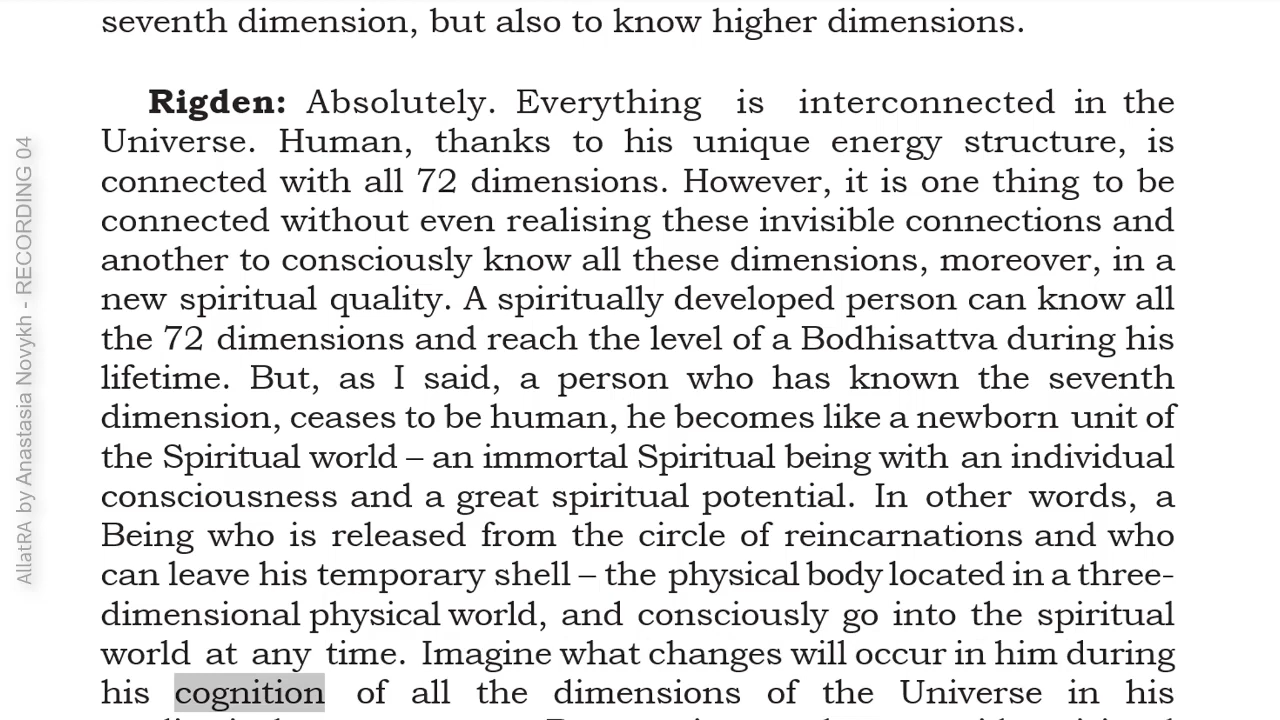 seventh dimension, but also to know higher dimensions.
Rigden: Absolutely. Everything is interconnected in the
Universe. Human, thanks to his unique energy structure, is
connected with all 72 dimensions. However, it is one thing to be
connected without even realising these invisible connections and
another to consciously know all these dimensions, moreover, in a
new spiritual quality. A spiritually developed person can know all
the 72 dimensions and reach the level of a Bodhisattva during his
lifetime. But, as I said, a person who has known the seventh
dimension, ceases to be human, he becomes like a newborn unit of
the Spiritual world – an immortal Spiritual being with an individual
consciousness and a great spiritual potential. In other words, a
Being who is released from the circle of reincarnations and who
can leave his temporary shell – the physical body located in a three-
dimensional physical world, and consciously go into the spiritual
world at any time. Imagine what changes will occur in him during
his cognition of all the dimensions of the Universe in his
AllatRA by Anastasia Novykh - RECORDING 04